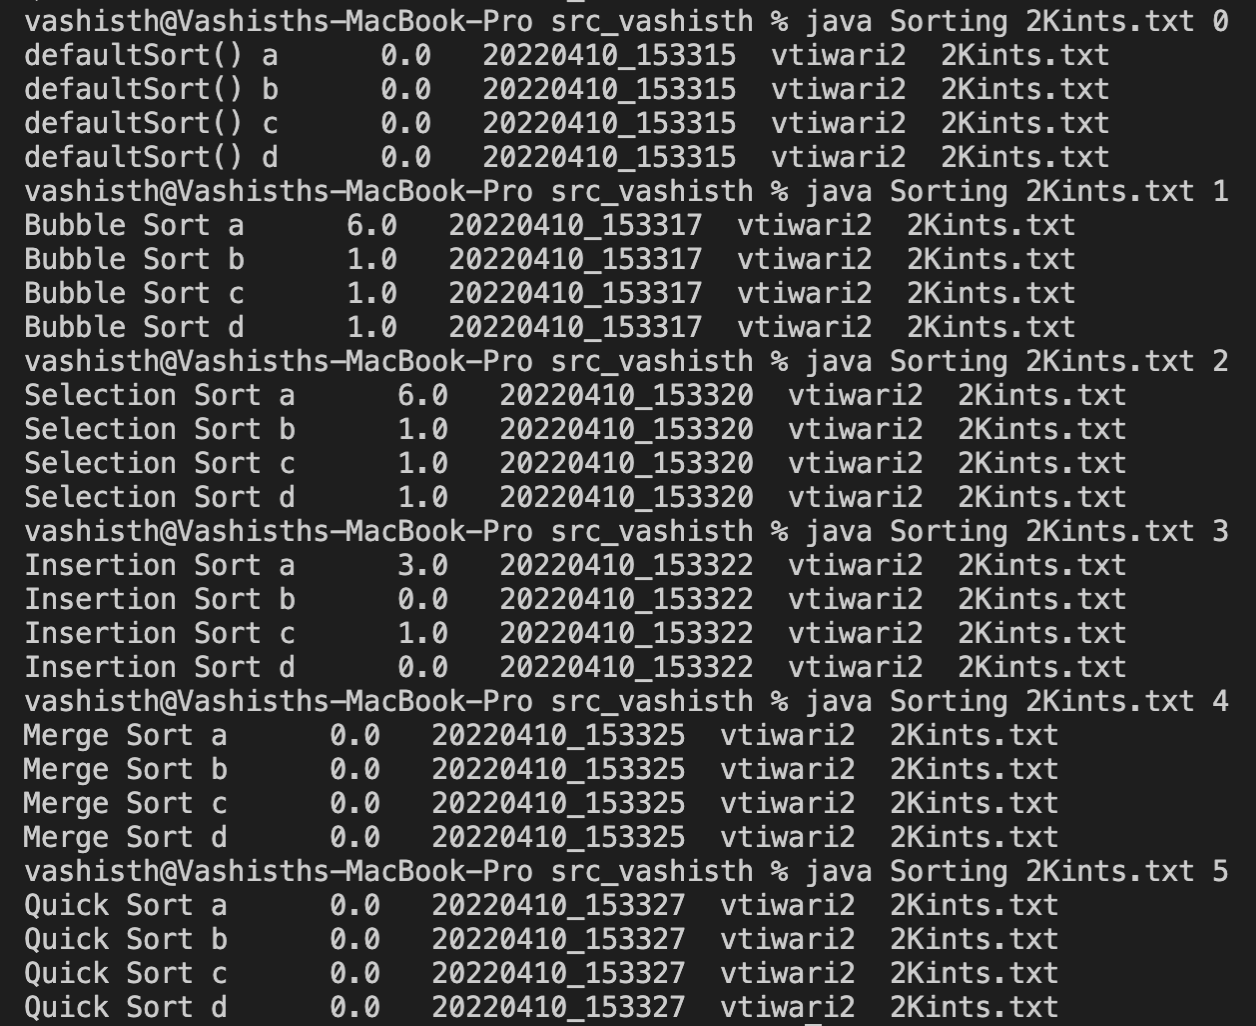 vashisth@Vashisths-MacBook-Pro src_vashisth % java Sorting 2Kints.txt 0
defaultSort() a      0.0   20220410_153315  vtiwari2  2Kints.txt
defaultSort() b      0.0   20220410_153315  vtiwari2  2Kints.txt
defaultSort() c      0.0   20220410_153315  vtiwari2  2Kints.txt
defaultSort() d      0.0   20220410_153315  vtiwari2  2Kints.txt
vashisth@Vashisths-MacBook-Pro src_vashisth % java Sorting 2Kints.txt 1
Bubble Sort a      6.0   20220410_153317  vtiwari2  2Kints.txt
Bubble Sort b      1.0   20220410_153317  vtiwari2  2Kints.txt
Bubble Sort c      1.0   20220410_153317  vtiwari2  2Kints.txt
Bubble Sort d      1.0   20220410_153317  vtiwari2  2Kints.txt
vashisth@Vashisths-MacBook-Pro src_vashisth % java Sorting 2Kints.txt 2
Selection Sort a      6.0   20220410_153320  vtiwari2  2Kints.txt
Selection Sort b      1.0   20220410_153320  vtiwari2  2Kints.txt
Selection Sort c      1.0   20220410_153320  vtiwari2  2Kints.txt
Selection Sort d      1.0   20220410_153320  vtiwari2  2Kints.txt
vashisth@Vashisths-MacBook-Pro src_vashisth % java Sorting 2Kints.txt 3
Insertion Sort a      3.0   20220410_153322  vtiwari2  2Kints.txt
Insertion Sort b      0.0   20220410_153322  vtiwari2  2Kints.txt
Insertion Sort c      1.0   20220410_153322  vtiwari2  2Kints.txt
Insertion Sort d      0.0   20220410_153322  vtiwari2  2Kints.txt
vashisth@Vashisths-MacBook-Pro src_vashisth % java Sorting 2Kints.txt 4
Merge Sort a      0.0   20220410_153325  vtiwari2  2Kints.txt
Merge Sort b      0.0   20220410_153325  vtiwari2  2Kints.txt
Merge Sort c      0.0   20220410_153325  vtiwari2  2Kints.txt
Merge Sort d      0.0   20220410_153325  vtiwari2  2Kints.txt
vashisth@Vashisths-MacBook-Pro src_vashisth % java Sorting 2Kints.txt 5
Quick Sort a      0.0   20220410_153327  vtiwari2  2Kints.txt
Quick Sort b      0.0   20220410_153327  vtiwari2  2Kints.txt
Quick Sort c      0.0   20220410_153327  vtiwari2  2Kints.txt
Quick Sort d      0.0   20220410_153327  vtiwari2  2Kints.txt